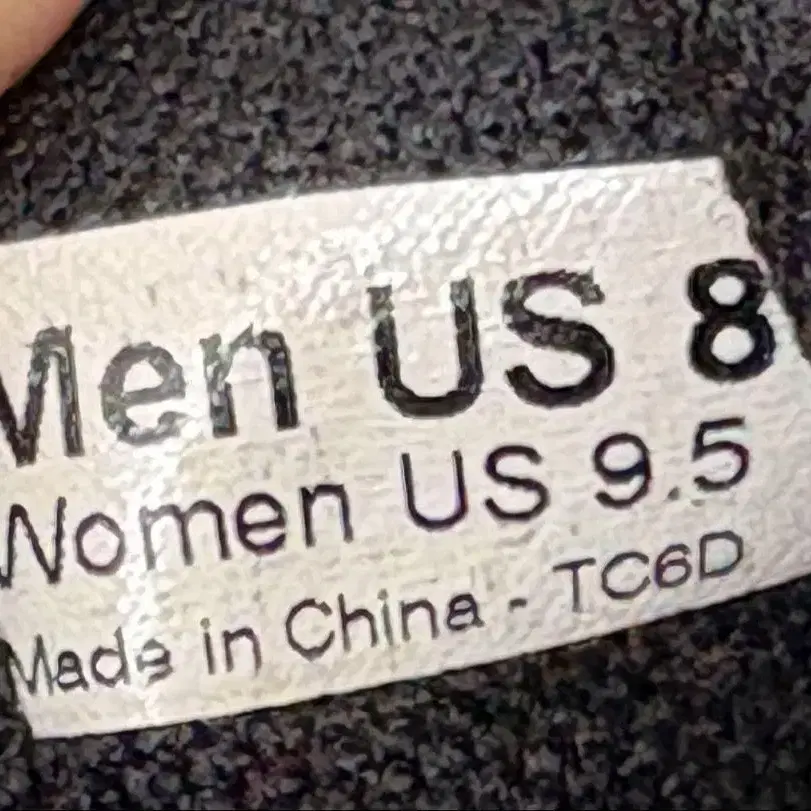 Men US 8
Women US 9.5
Made in China - TC6D